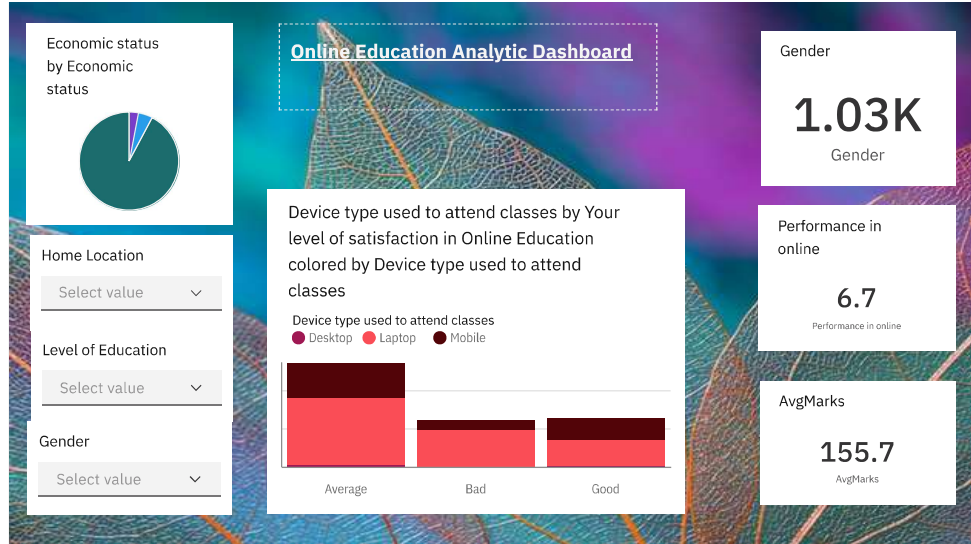 Economic status
by Economic
status
Online Education Analytic Dashboard
Gender
1.03K
Gender
Home Location
Select value
Level of Education
Select value
Gender
Select value
Device type used to attend classes by Your
level of satisfaction in Online Education
colored by Device type used to attend
classes
Device type used to attend classes
Desktop Laptop Mobile
Average Bad Good
Performance in
online
6.7
Performance in online
AvgMarks
155.7
AvgMarks